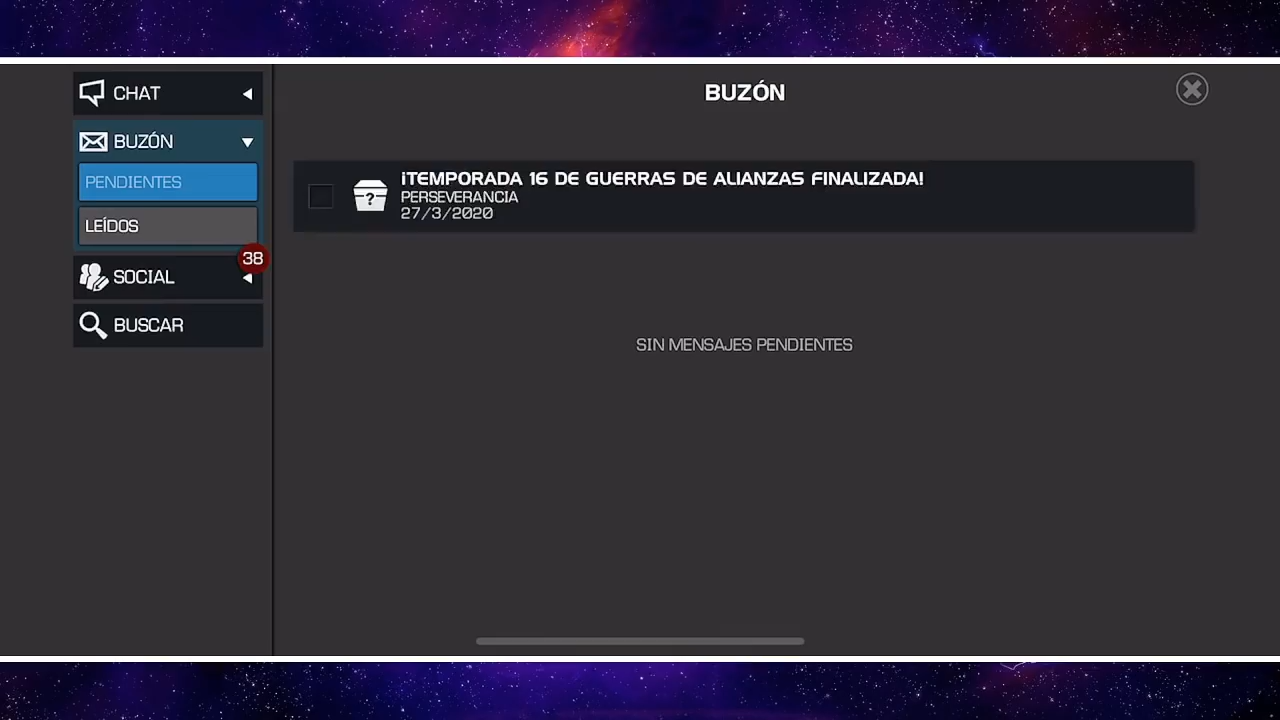 CHAT
BUZÓN
PENDIENTES
LEÍDOS
38
SOCIAL
BUSCAR
BUZÓN
¡TEMPORADA 16 DE GUERRAS DE ALIANZAS FINALIZADA!
PERSEVERANCIA
27/3/2020
SIN MENSAJES PENDIENTES